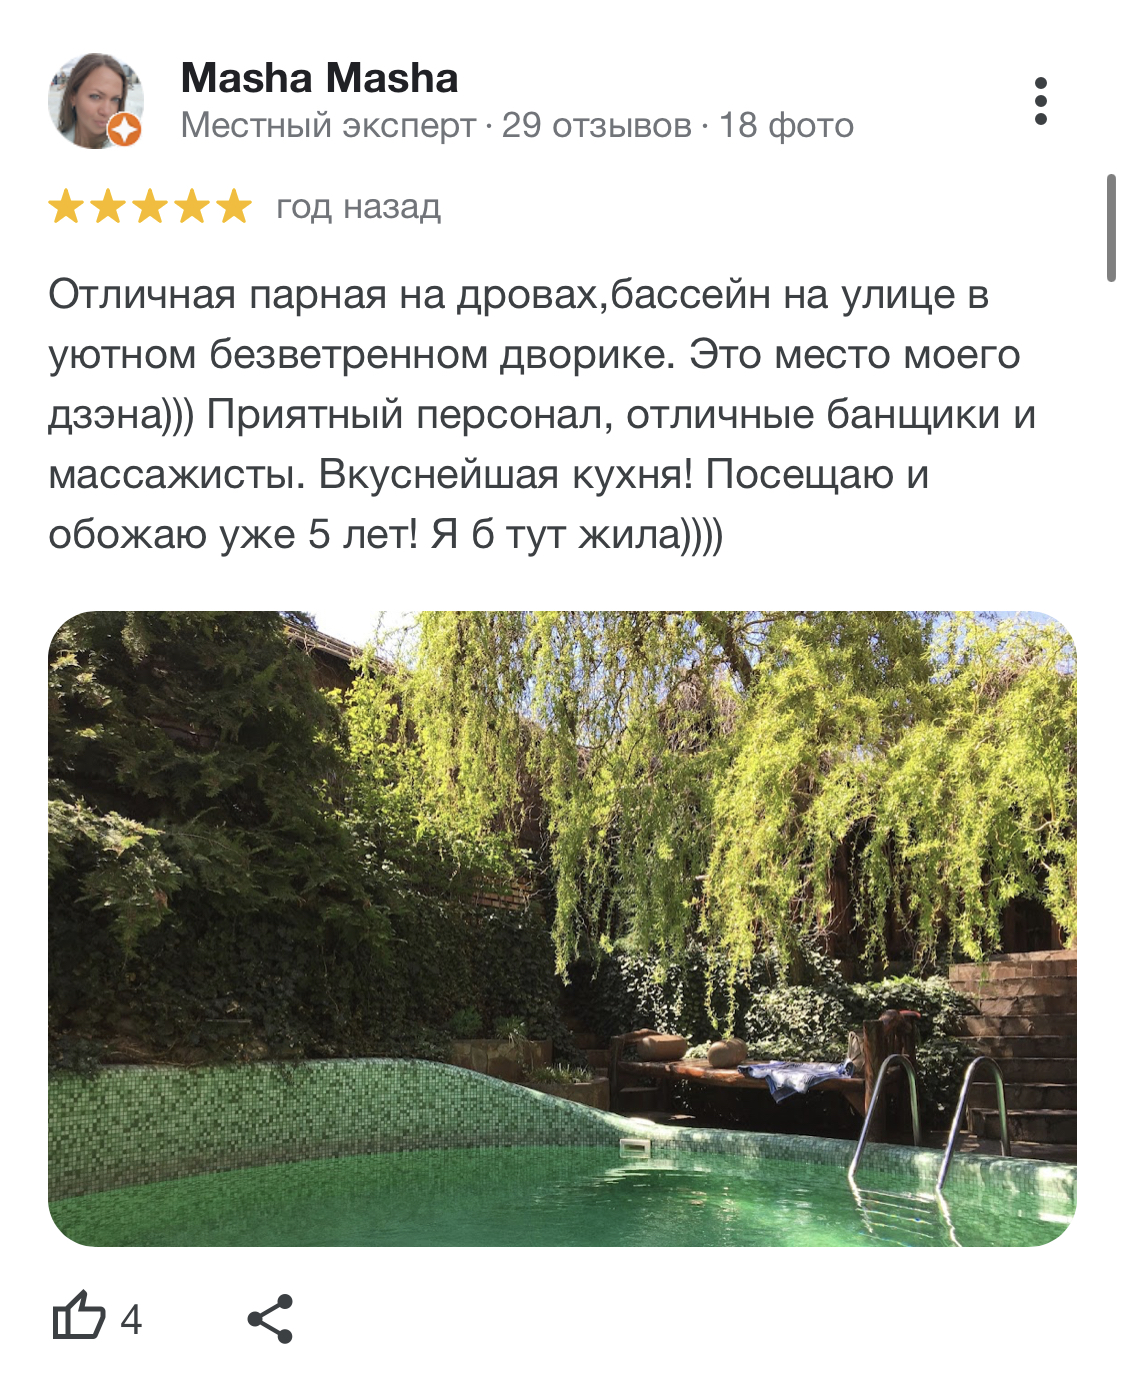 Masha Masha
Местный эксперт · 29 отзывов · 18 фото
год назад
Отличная парная на дровах,бассейн на улице в
уютном безветренном дворике. Это место моего
дзэна))) Приятный персонал, отличные банщики и
массажисты. Вкуснейшая кухня! Посещаю и
обожаю уже 5 лет! Я б тут жила))))
4